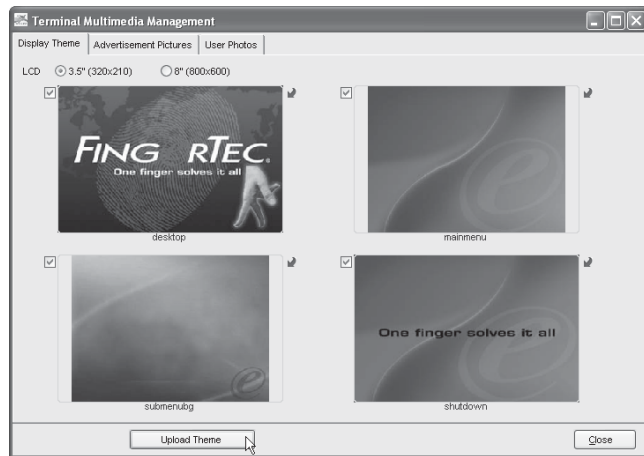 Terminal Multimedia Management
Display Theme Advertisement Pictures User Photos
LCD 3.5" (320x210) 8" (800x600)
FING RTEC.
One finger solves it all
desktop
mainmenu
One finger solves it all
submenubg
shutdown
Upload Theme
Close